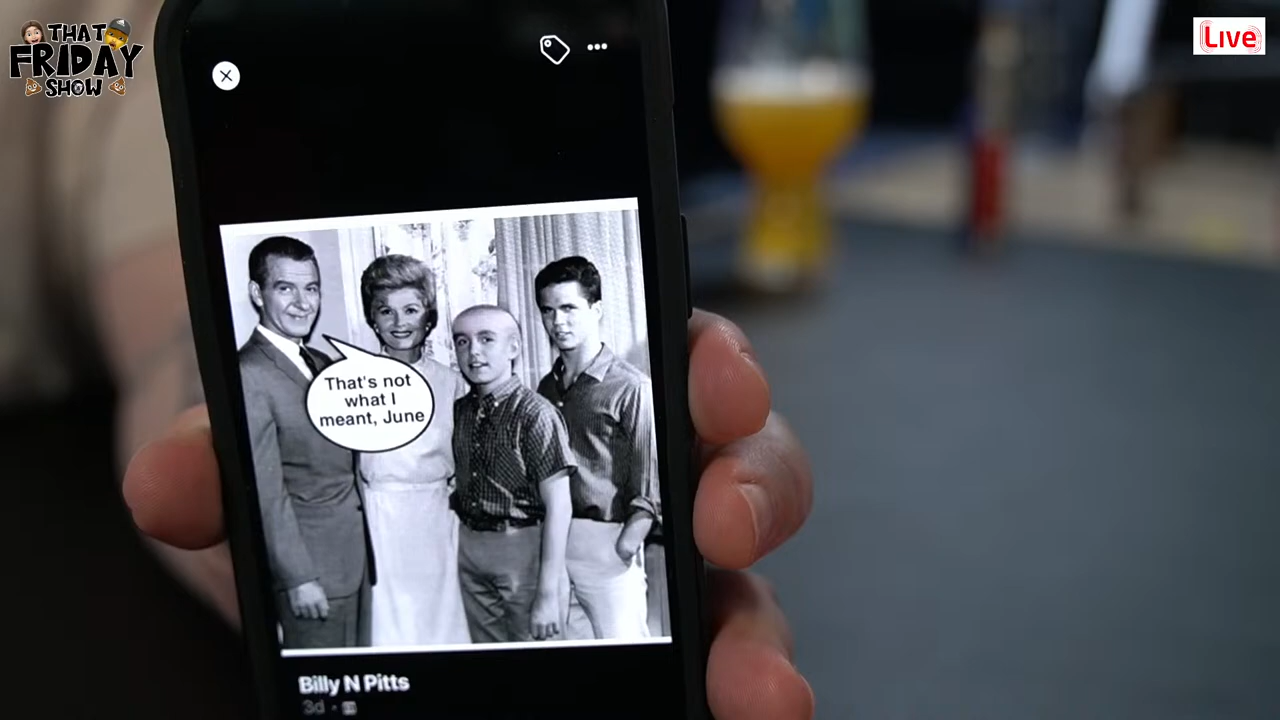 THAT
FRIDAY
SHOW
Live
That's not
what I
meant, June
Billy N Pitts
3d